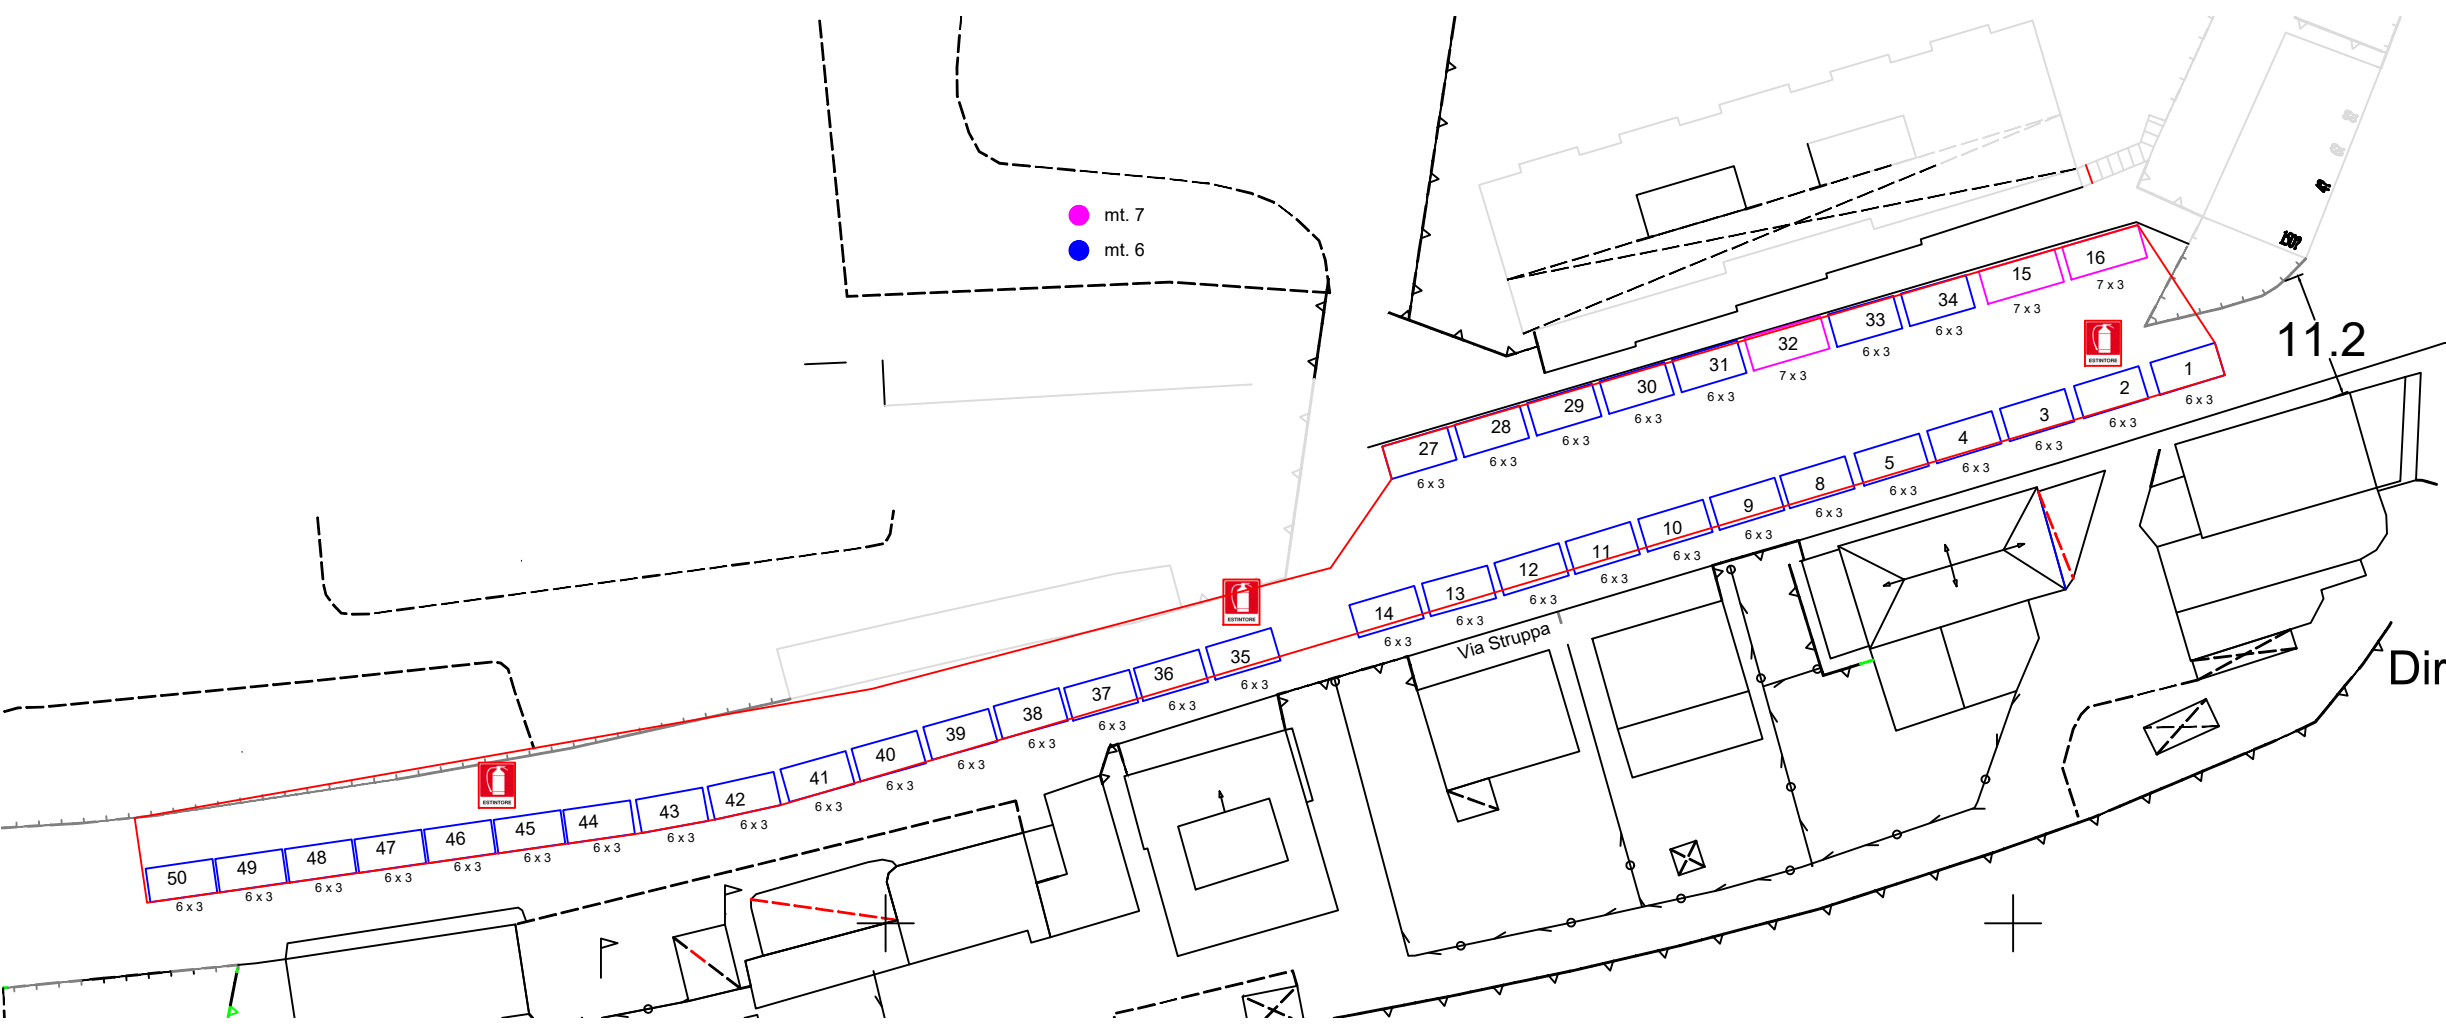 mt. 7
mt. 6
16
7 x 3
15
7 x 3
34
6 x 3
33
6 x 3
32
7 x 3
31
6 x 3
30
6 x 3
29
6 x 3
28
6 x 3
27
6 x 3
ESTINTORE
11.2
1
6 x 3
2
6 x 3
3
6 x 3
4
6 x 3
5
6 x 3
8
6 x 3
9
6 x 3
10
6 x 3
11
6 x 3
12
6 x 3
13
6 x 3
14
6 x 3
Via Struppa
Dir
ESTINTORE
35
6 x 3
36
6 x 3
37
6 x 3
38
6 x 3
39
6 x 3
40
6 x 3
41
6 x 3
42
6 x 3
43
6 x 3
44
6 x 3
45
6 x 3
46
6 x 3
47
6 x 3
48
6 x 3
49
6 x 3
50
6 x 3
ESTINTORE